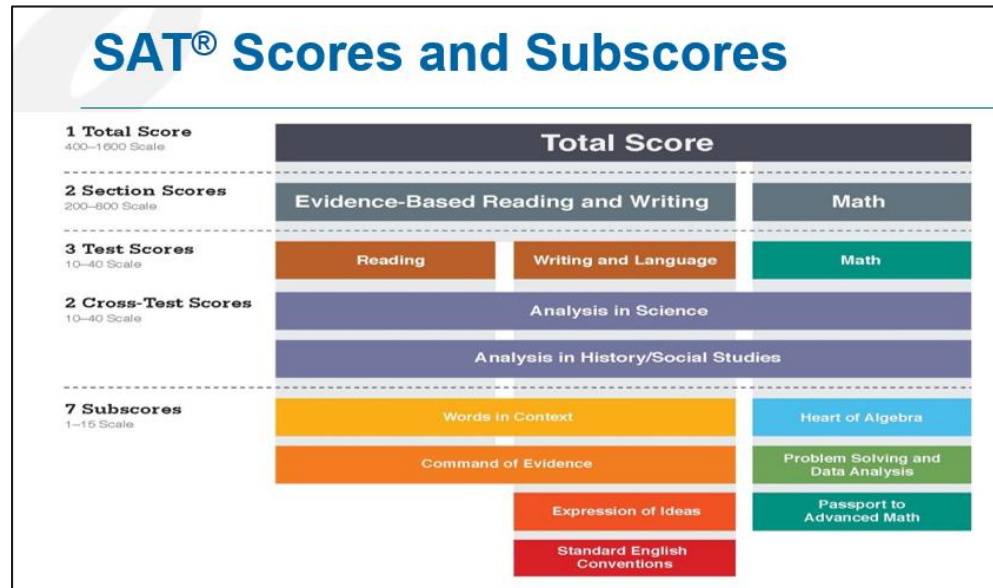 SAT® Scores and Subscores
1 Total Score
400–1600 Scale
Total Score
2 Section Scores
200–800 Scale
Evidence-Based Reading and Writing
Math
3 Test Scores
10–40 Scale
Reading
Writing and Language
Math
2 Cross-Test Scores
10–40 Scale
Analysis in Science
Analysis in History/Social Studies
7 Subscores
1–15 Scale
Words in Context
Heart of Algebra
Command of Evidence
Problem Solving and
Data Analysis
Expression of Ideas
Passport to
Advanced Math
Standard English
Conventions